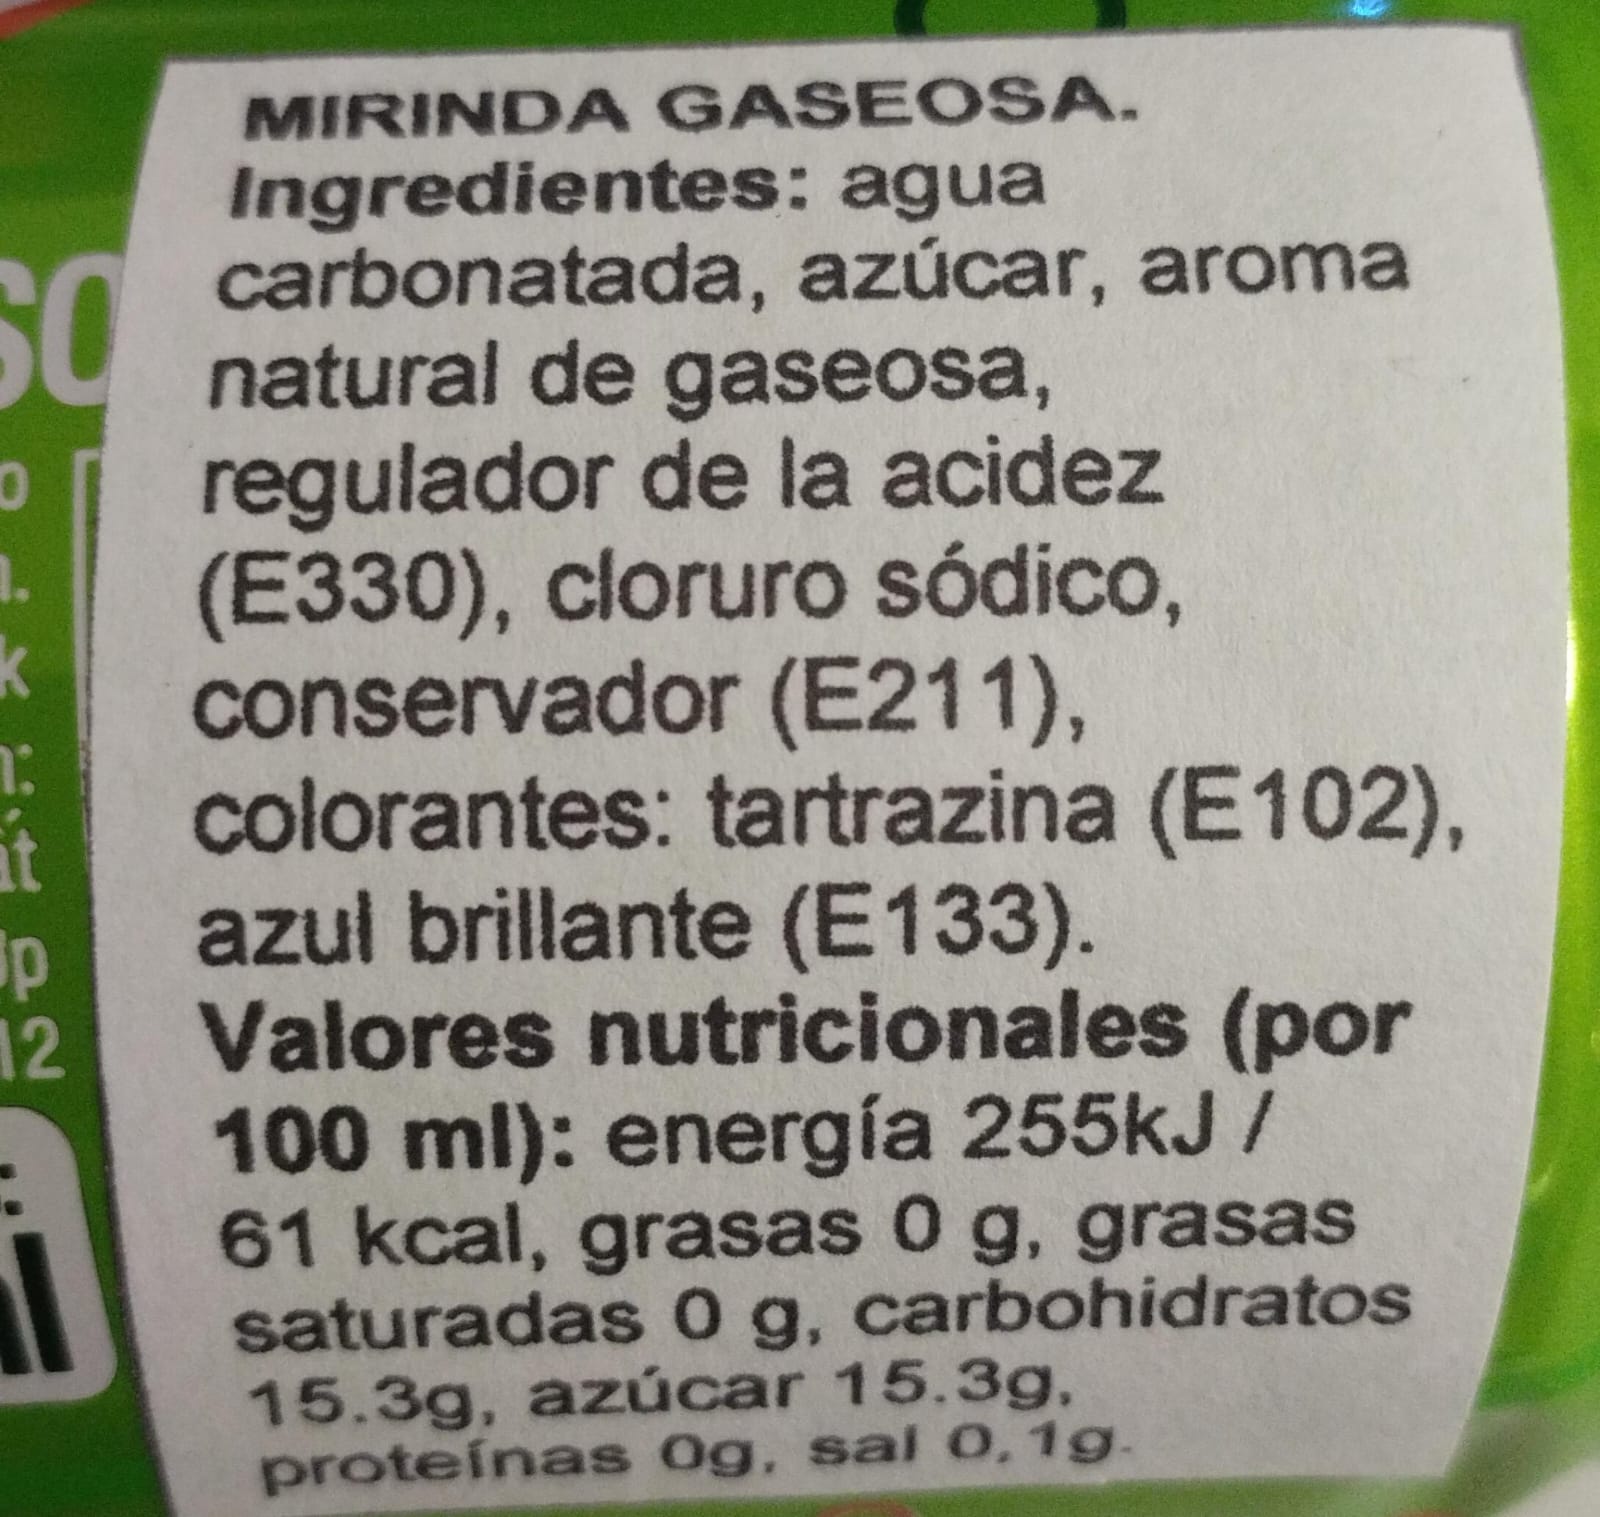 MIRINDA GASEOSA.
Ingredientes: agua
carbonatada, azúcar, aroma
natural de gaseosa,
regulador de la acidez
(E330), cloruro sódico,
conservador (E211),
colorantes: tartrazina (E102),
azul brillante (E133).
Valores nutricionales (por
100 ml): energía 255kJ /
61 kcal, grasas 0 g, grasas
saturadas 0 g, carbohidratos
15.3g, azúcar 15.3g,
proteínas 0g, sal 0,1g.